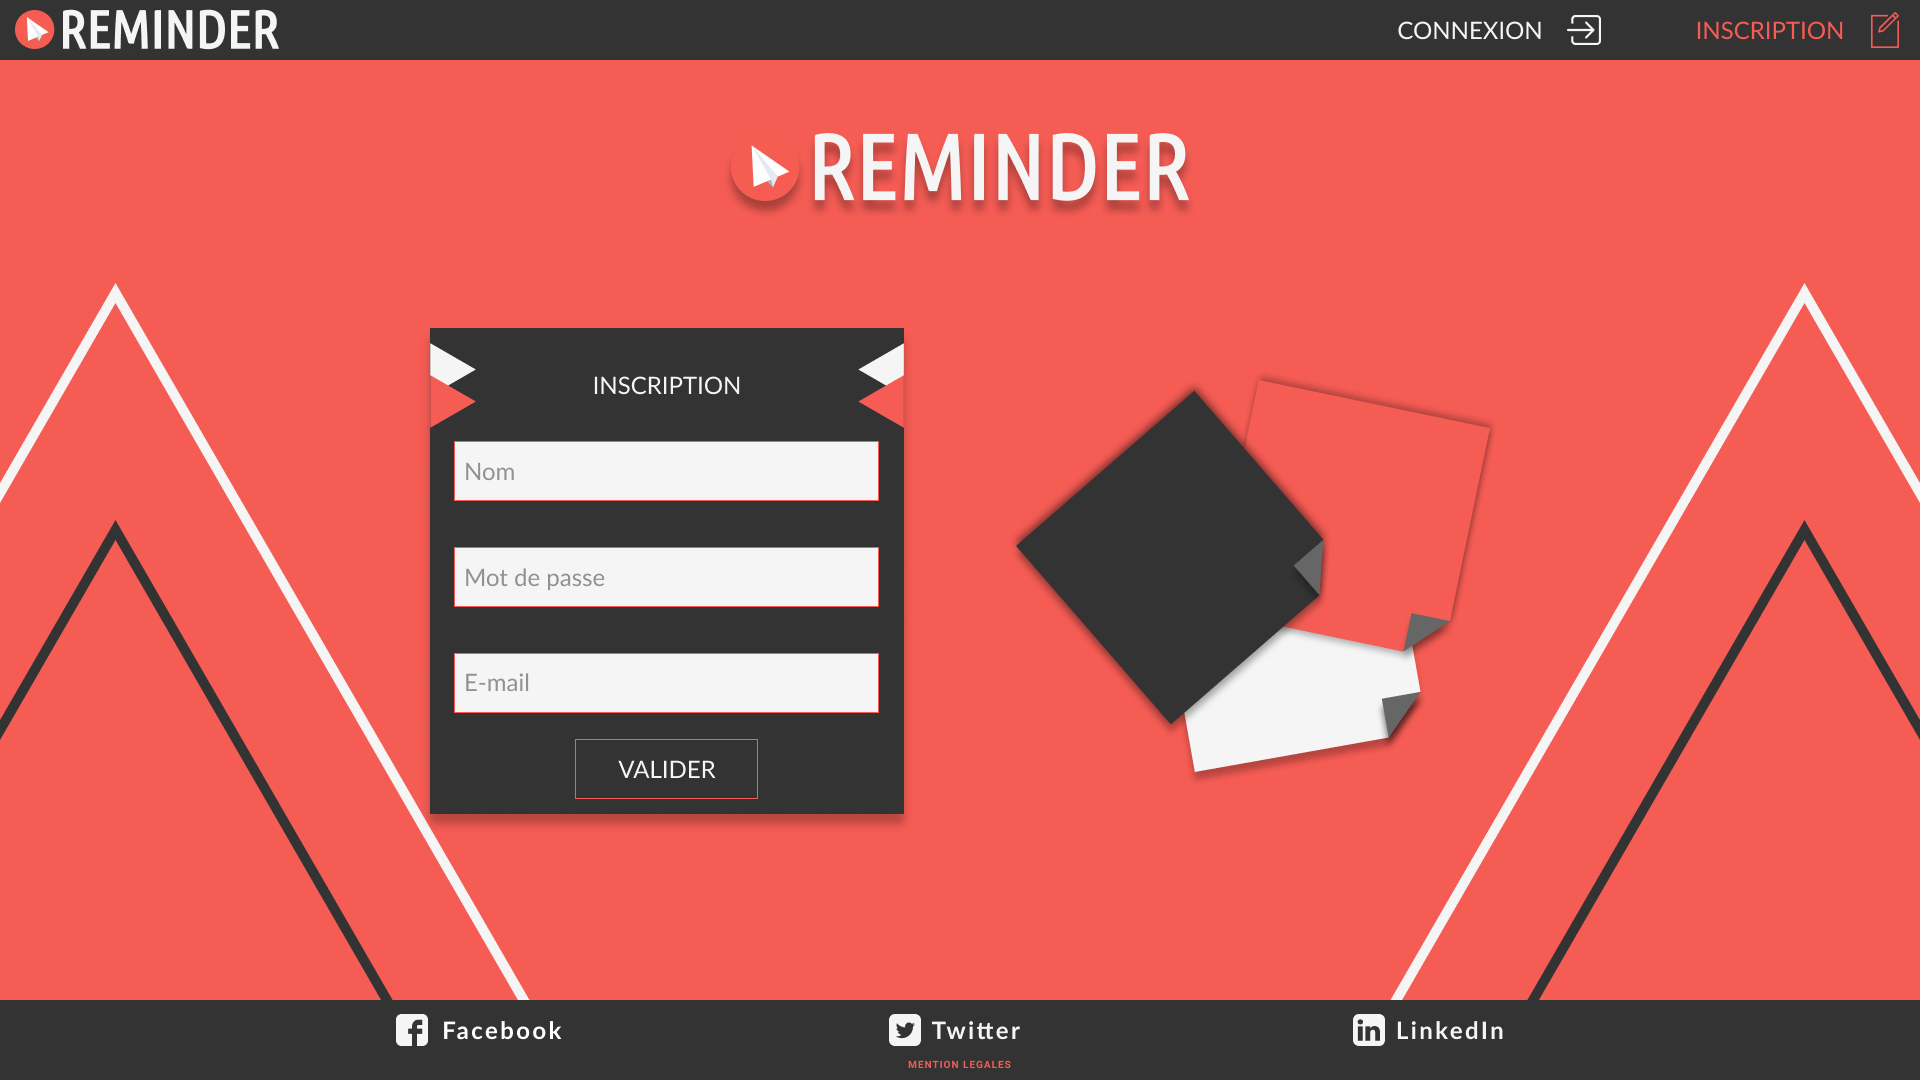 REMINDER
CONNEXION
INSCRIPTION
REMINDER
INSCRIPTION
Nom
Mot de passe
E-mail
VALIDER
Facebook
Twitter
LinkedIn
MENTION LEGALES